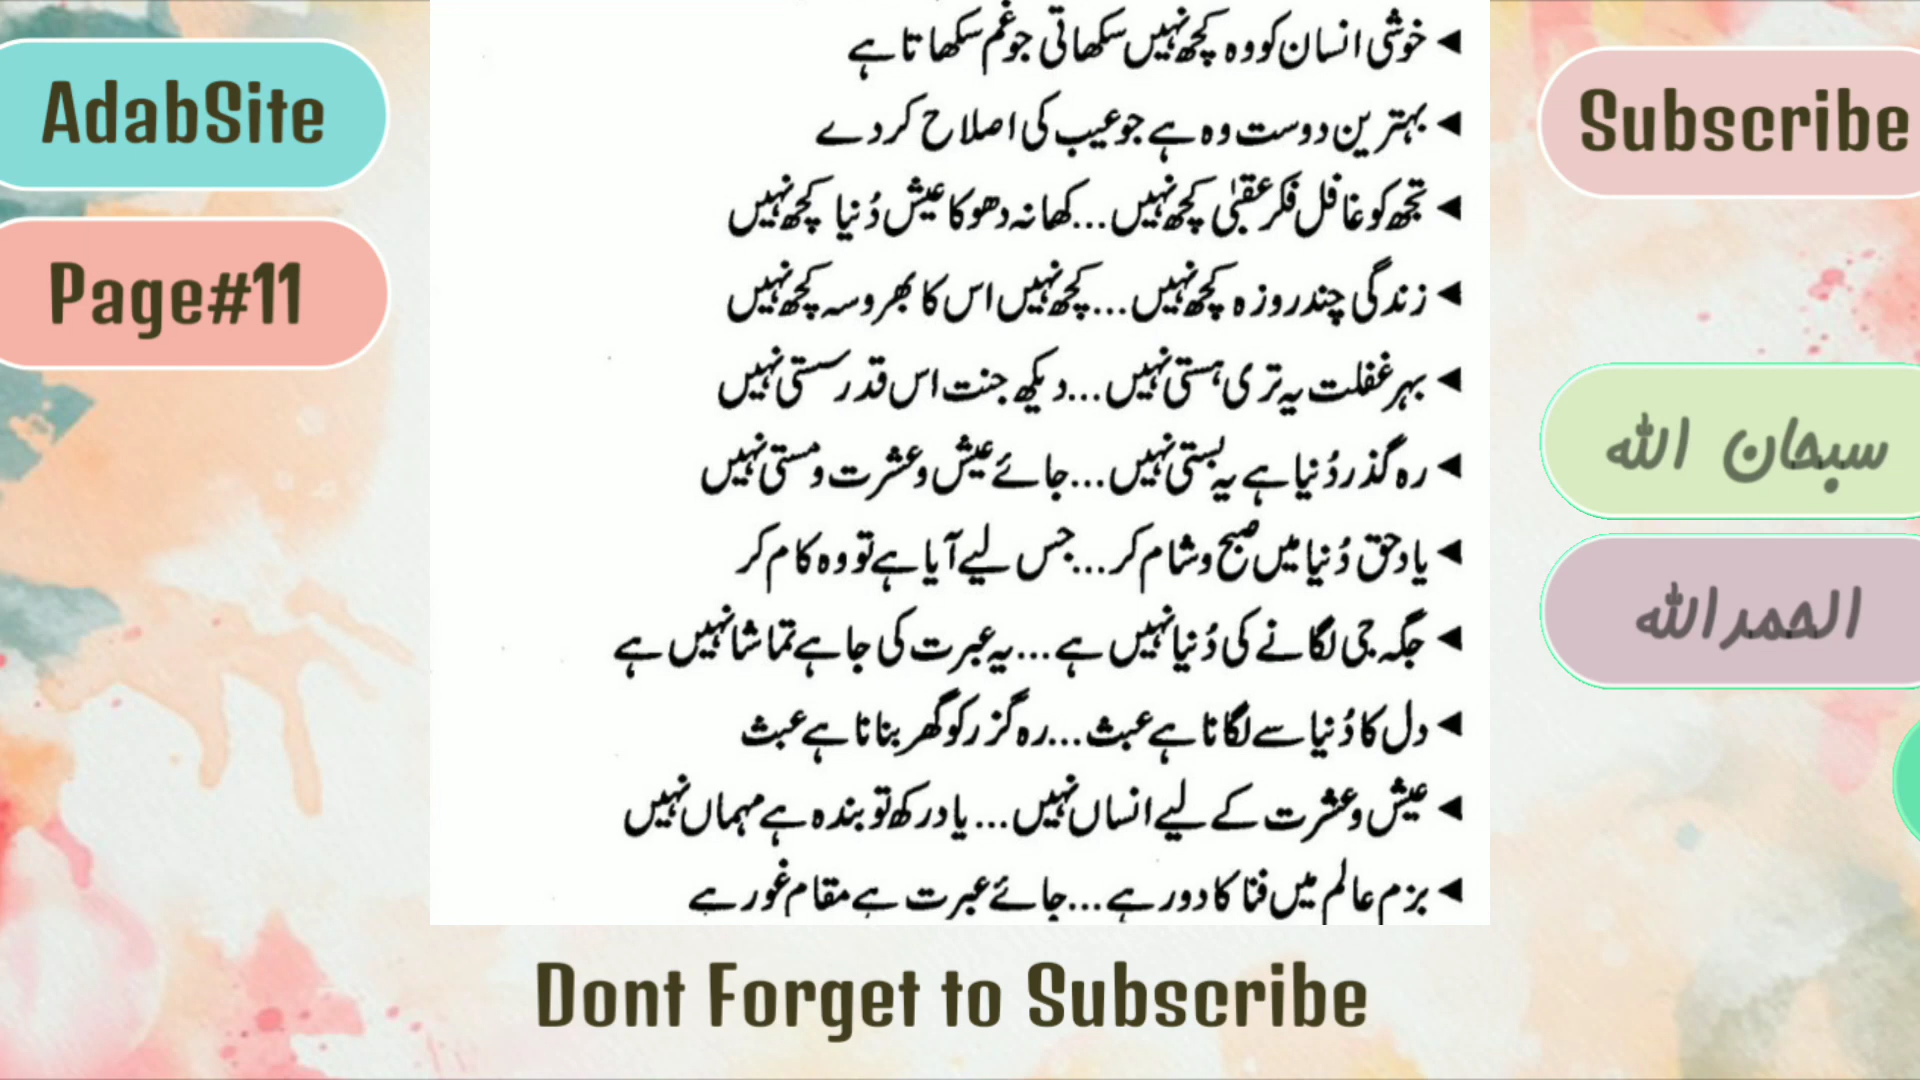 AdabSite
Page#11
Subscribe
سبحان الله
الحمدالله
◄ خوشی انسان کو وہ کچھ نہیں سکھاتی جو غم سکھاتا ہے
◄ بہترین دوست وہ ہے جو عیب کی اصلاح کردے
◄ تجھ کو غافل فکر عقبٰی کچھ نہیں...کھا نہ دھوکا عیش دُنیا کچھ نہیں
◄ زندگی چند روزہ کچھ نہیں...کچھ نہیں اس کا بھروسہ کچھ نہیں
◄ بہر غفلت یہ تری ہستی نہیں...دیکھ جنت اس قدر سستی نہیں
◄ رہ گذر دُنیا ہے یہ بستی نہیں...جائے عیش و عشرت و مستی نہیں
◄ یاد حق دُنیا میں صبح و شام کر...جس لیے آیا ہے تو وہ کام کر
◄ جگہ جی لگانے کی دُنیا نہیں ہے...یہ عبرت کی جا ہے تماشا نہیں ہے
◄ دل کا دُنیا سے لگانا ہے عبث...رہ گزر کو گھر بنانا ہے عبث
◄ عیش و عشرت کے لیے انساں نہیں...یاد رکھ تو بندہ ہے مہماں نہیں
◄ بزم عالم میں فنا کا دور ہے...جائے عبرت ہے مقام غور ہے
Dont Forget to Subscribe